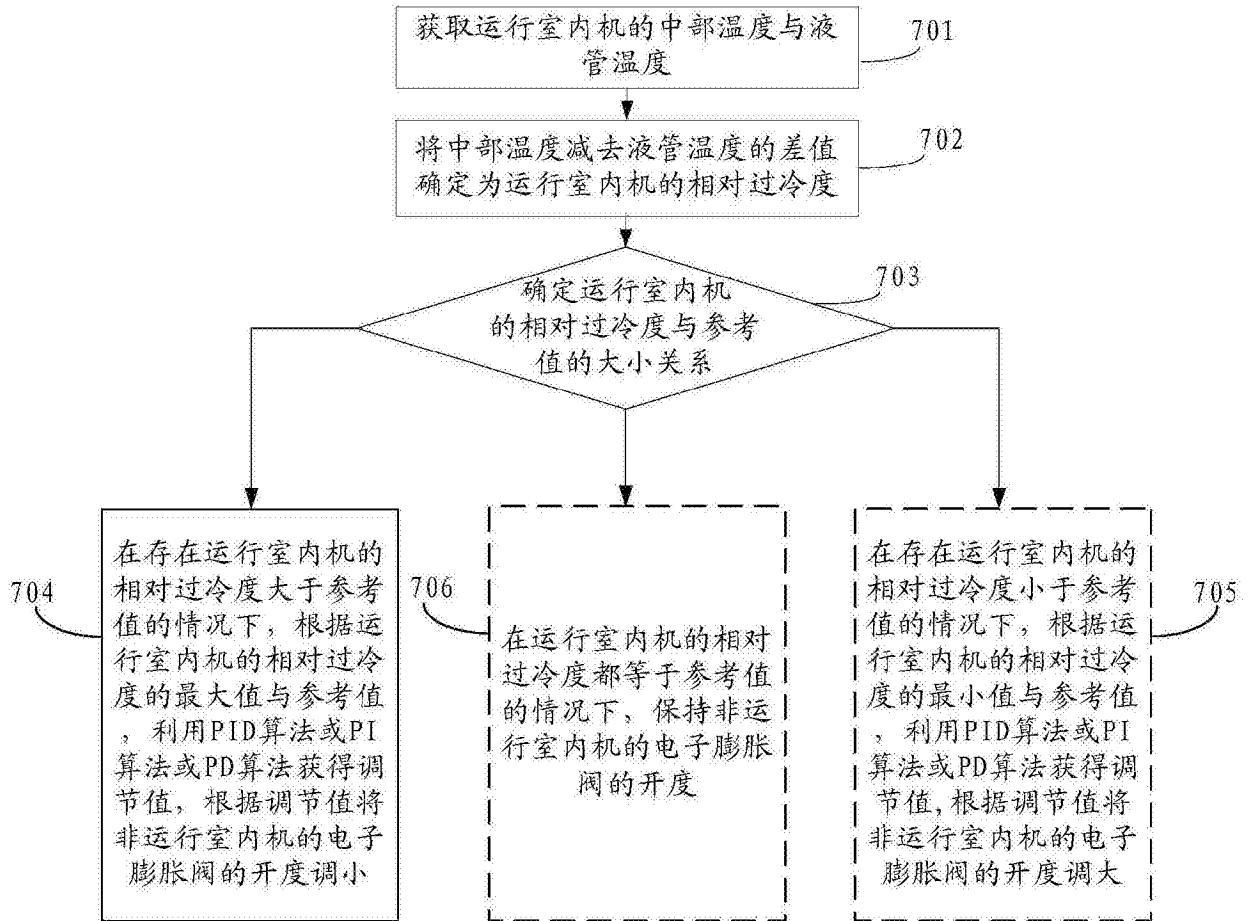 获取运行室内机的中部温度与液
管温度
701
将中部温度减去液管温度的差值
确定为运行室内机的相对过冷度
702
确定运行室内机
的相对过冷度与参考
值的大小关系
703
在存在运行室内机的
相对过冷度大于参考
值的情况下，根据运
行室内机的相对过冷
度的最大值与参考值
，利用PID算法或PI
算法或PD算法获得调
节值，根据调节值将
非运行室内机的电子
膨胀阀的开度调小
704
在运行室内机的相对
过冷度都等于参考值
的情况下，保持非运
行室内机的电子膨胀
阀的开度
706
在存在运行室内机的
相对过冷度小于参考
值的情况下，根据运
行室内机的相对过冷
度的最小值与参考值
，利用PID算法或PI
算法或PD算法获得调
节值,根据调节值将
非运行室内机的电子
膨胀阀的开度调大
705